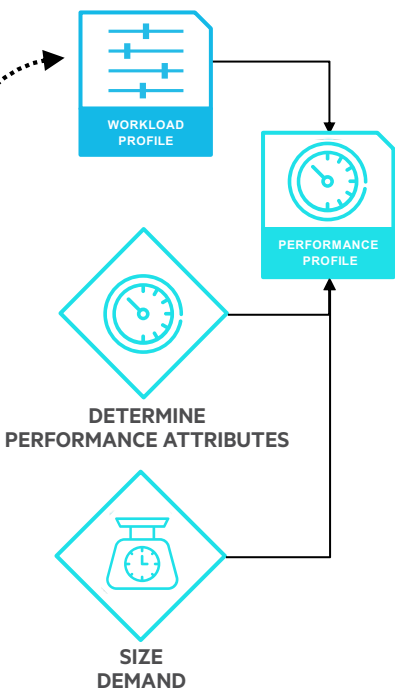 WORKLOAD
PROFILE
PERFORMANCE
PROFILE
DETERMINE
PERFORMANCE ATTRIBUTES
SIZE
DEMAND